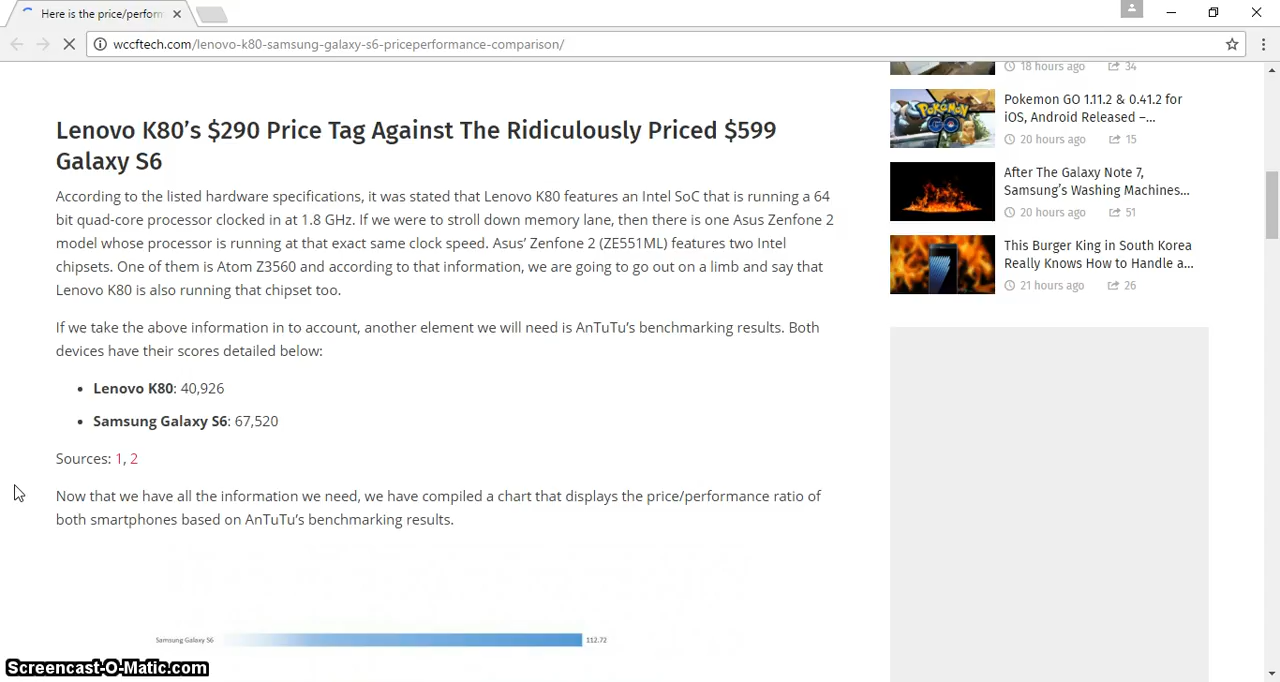 Here is the price/perform
wccftech.com/lenovo-k80-samsung-galaxy-s6-priceperformance-comparison/
Lenovo K80’s $290 Price Tag Against The Ridiculously Priced $599
Galaxy S6
According to the listed hardware specifications, it was stated that Lenovo K80 features an Intel SoC that is running a 64
bit quad-core processor clocked in at 1.8 GHz. If we were to stroll down memory lane, then there is one Asus Zenfone 2
model whose processor is running at that exact same clock speed. Asus’ Zenfone 2 (ZE551ML) features two Intel
chipsets. One of them is Atom Z3560 and according to that information, we are going to go out on a limb and say that
Lenovo K80 is also running that chipset too.
If we take the above information in to account, another element we will need is AnTuTu’s benchmarking results. Both
devices have their scores detailed below:
• Lenovo K80: 40,926
• Samsung Galaxy S6: 67,520
Sources: 1, 2
Now that we have all the information we need, we have compiled a chart that displays the price/performance ratio of
both smartphones based on AnTuTu’s benchmarking results.
Samsung Galaxy S6 112.72
18 hours ago 34
POKEMON GO
Pokemon GO 1.11.2 & 0.41.2 for
iOS, Android Released –...
20 hours ago 15
After The Galaxy Note 7,
Samsung’s Washing Machines...
20 hours ago 51
This Burger King in South Korea
Really Knows How to Handle a...
21 hours ago 26
Screencast-O-Matic.com